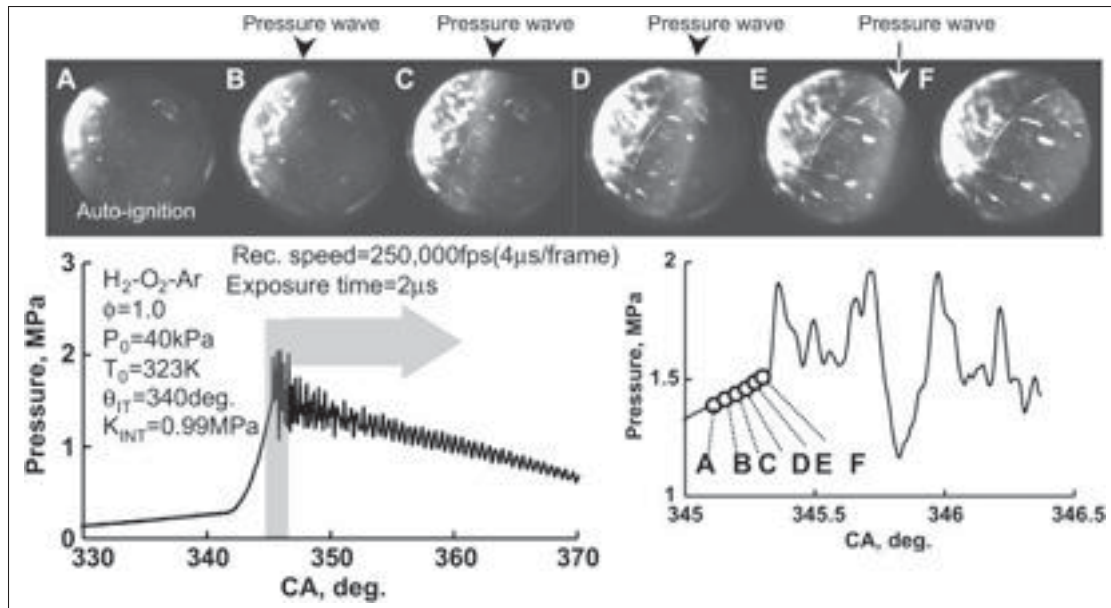 Pressure wave Pressure wave Pressure wave Pressure wave
A B C D E F
Auto-ignition
Rec. speed=250,000fps(4μs/frame)
Exposure time=2μs
H₂-O₂-Ar
ϕ=1.0
P₀=40kPa
T₀=323K
θ_IT=340deg.
K_INT=0.99MPa
Pressure, MPa
3
2
1
0
330 340 350 360 370
CA, deg.
Pressure, MPa
2
1.5
1
A B C D E F
345 345.5 346 346.5
CA, deg.